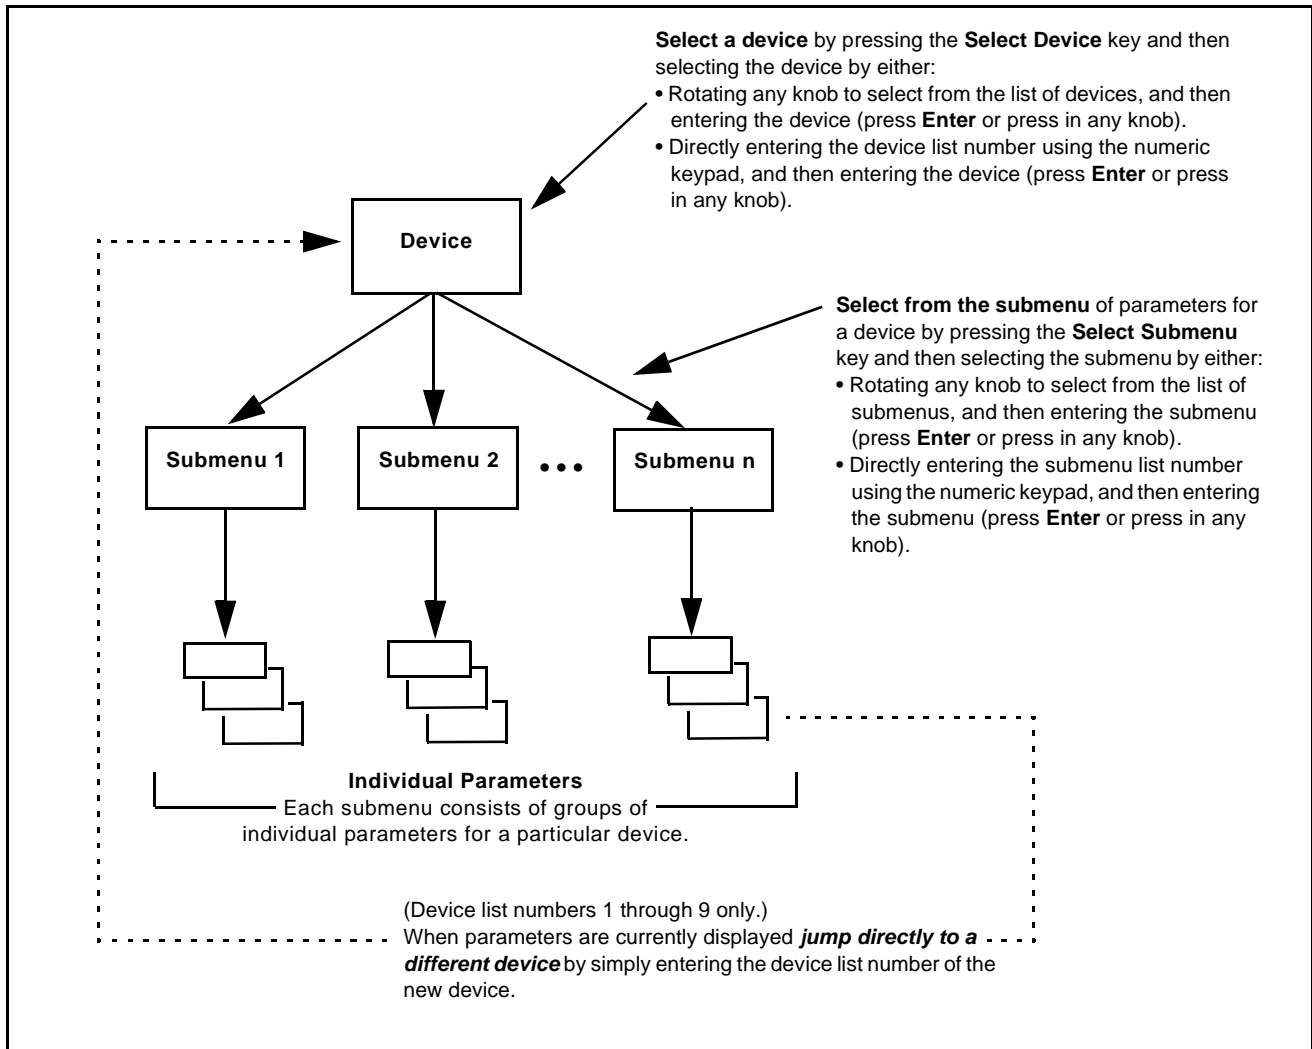 Select a device by pressing the Select Device key and then
selecting the device by either:
• Rotating any knob to select from the list of devices, and then
entering the device (press Enter or press in any knob).
• Directly entering the device list number using the numeric
keypad, and then entering the device (press Enter or press
in any knob).
Device
Select from the submenu of parameters for
a device by pressing the Select Submenu
key and then selecting the submenu by either:
• Rotating any knob to select from the list of
submenus, and then entering the submenu
(press Enter or press in any knob).
• Directly entering the submenu list number
using the numeric keypad, and then entering
the submenu (press Enter or press in any
knob).
Submenu 1
Submenu 2
•••
Submenu n
Individual Parameters
Each submenu consists of groups of
individual parameters for a particular device.
(Device list numbers 1 through 9 only.)
When parameters are currently displayed jump directly to a
different device by simply entering the device list number of the
new device.